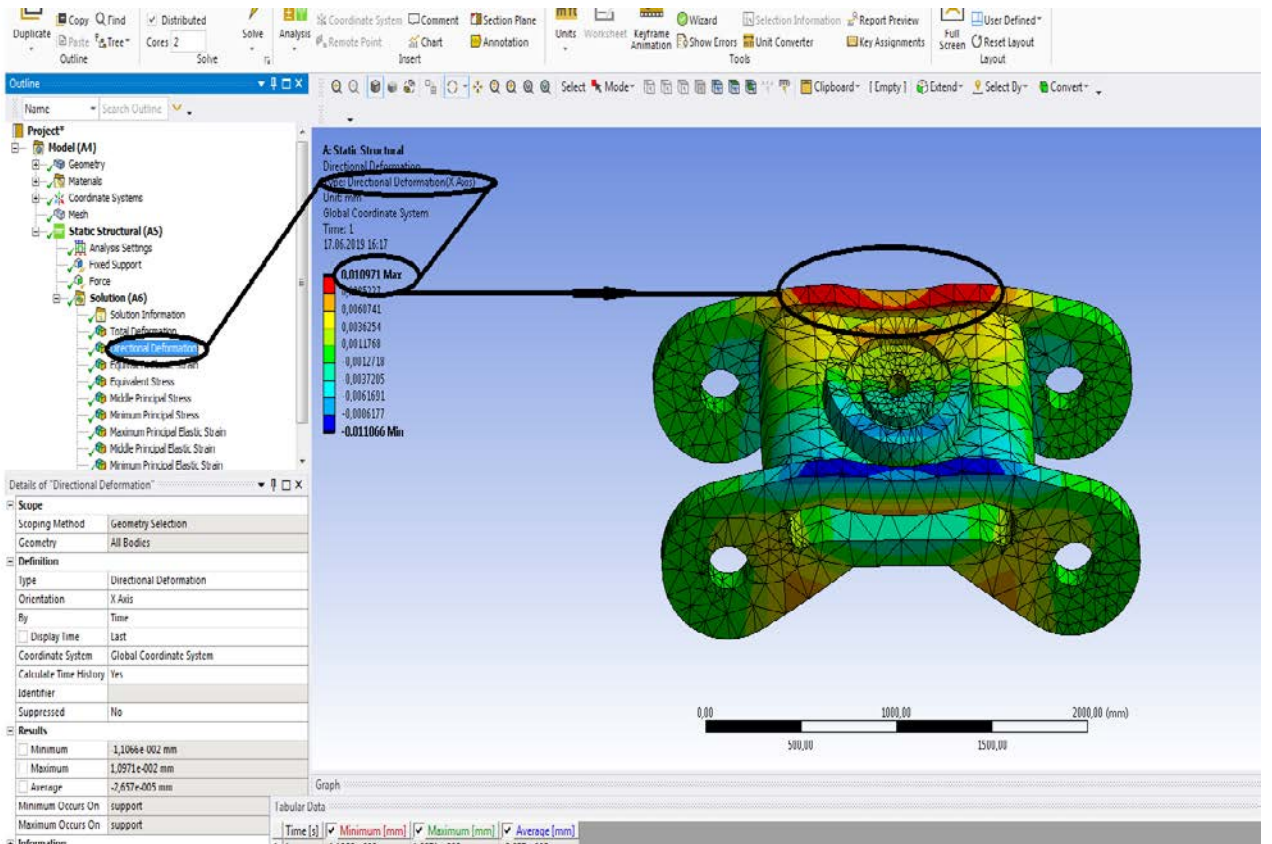 Duplicate
Copy
Find
Paste
Tree
Outline
Distributed
Cores 2
Solve
Solve
Analysis
Coordinate System
Comment
Section Plane
Remote Point
Chart
Annotation
Insert
Units
Worksheet
Keyframe Animation
Wizard
Show Errors
Selection Information
Unit Converter
Report Preview
Key Assignments
Tools
Full Screen
User Defined
Reset Layout
Layout
Outline
Name
Search Outline
Select
Mode
Clipboard
[ Empty ]
Extend
Select By
Convert
Project*
Model (A4)
Geometry
Materials
Coordinate Systems
Mesh
Static Structural (A5)
Analysis Settings
Fixed Support
Force
Solution (A6)
Solution Information
Total Deformation
Directional Deformation
Equivalent Elastic Strain
Equivalent Stress
Middle Principal Stress
Minimum Principal Stress
Maximum Principal Elastic Strain
Middle Principal Elastic Strain
Minimum Principal Elastic Strain
A: Static Structural
Directional Deformation
Type: Directional Deformation(X Axis)
Unit: mm
Global Coordinate System
Time: 1
17.06.2019 16:17
0,010971 Max
0,0060741
0,0036254
0,0011768
-0,0012718
-0,0037205
-0,0061691
-0,0086177
-0,011066 Min
0,00
1000,00
2000,00 (mm)
500,00
1500,00
Details of "Directional Deformation"
Scope
Scoping Method Geometry Selection
Geometry All Bodies
Definition
Type Directional Deformation
Orientation X Axis
By Time
Display Time Last
Coordinate System Global Coordinate System
Calculate Time History Yes
Identifier
Suppressed No
Results
Minimum -1,1066e-002 mm
Maximum 1,0971e-002 mm
Average -2,657e-005 mm
Minimum Occurs On support
Maximum Occurs On support
Information
Graph
Tabular Data
Time [s] Minimum [mm] Maximum [mm] Average [mm]